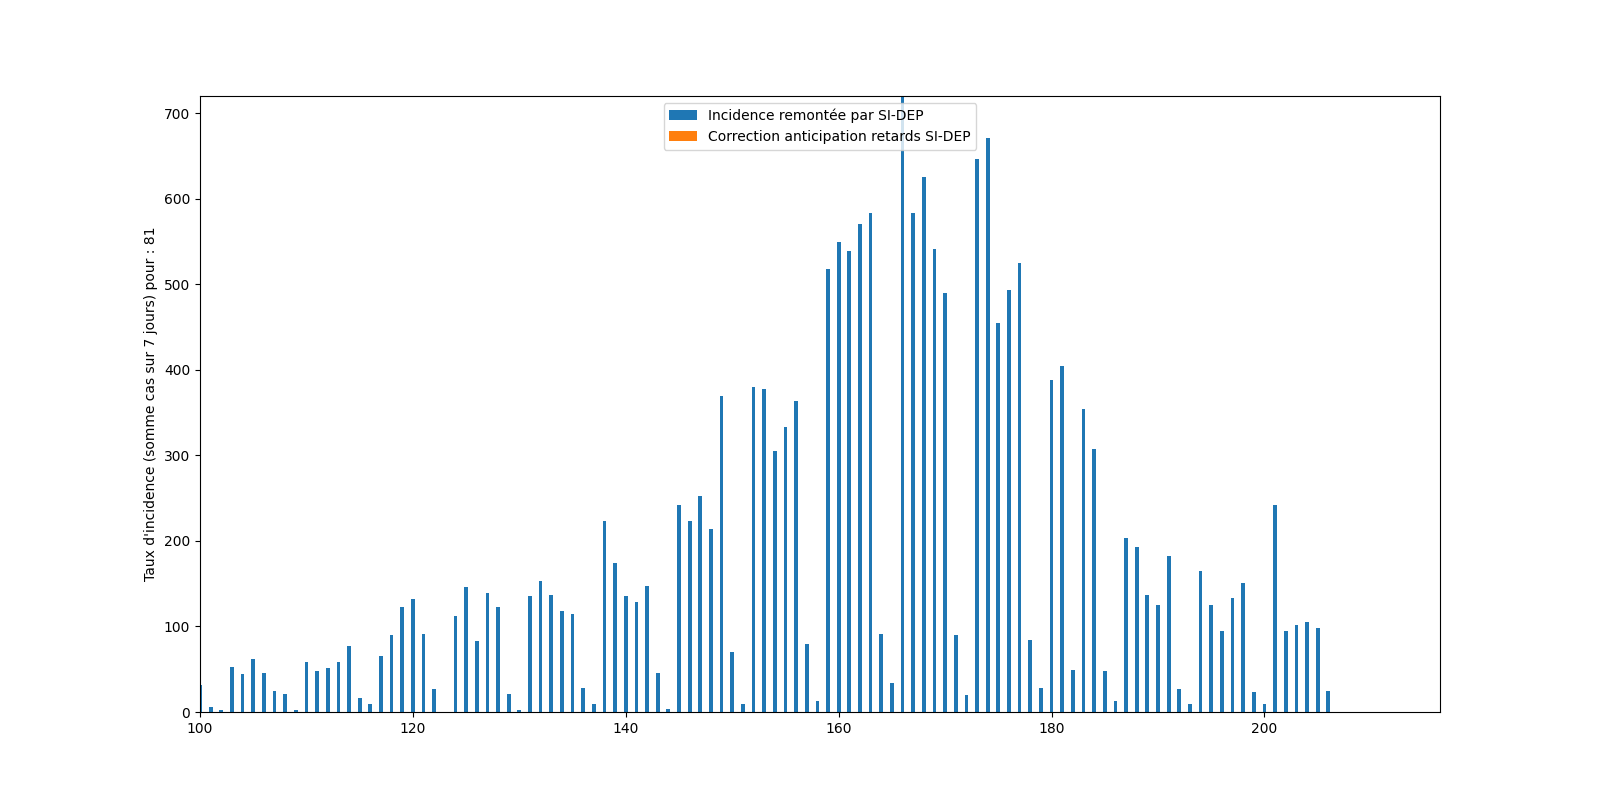 Incidence remontée par SI-DEP
Correction anticipation retards SI-DEP
Taux d'incidence (somme cas sur 7 jours) pour : 81
700
600
500
400
300
200
100
0
100 120 140 160 180 200